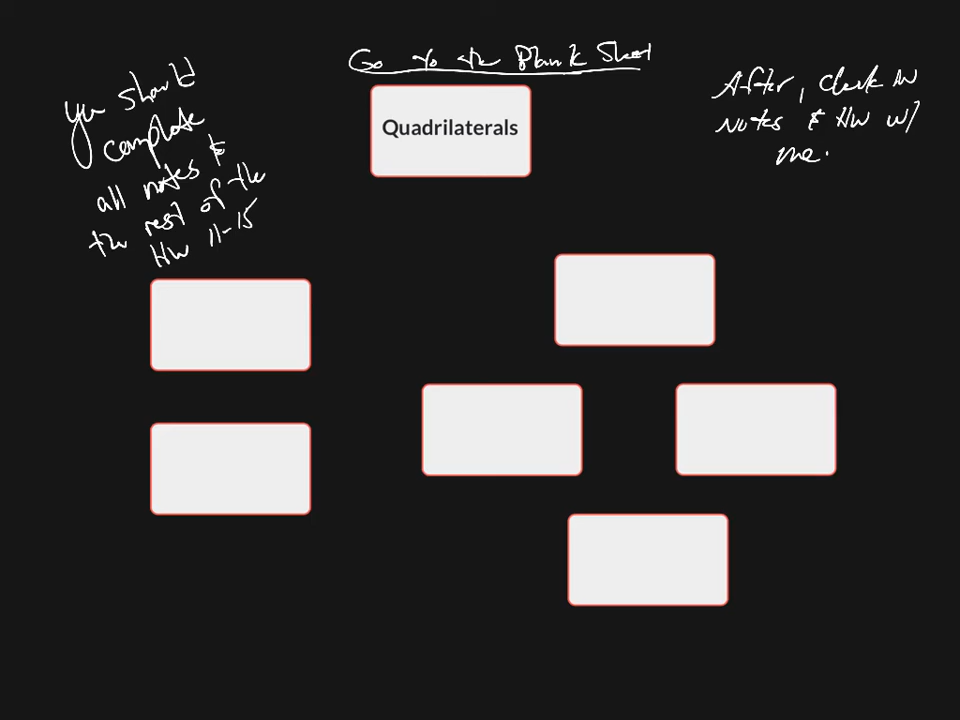 Go to the Blank Sheet
you should
complete
all notes &
the rest of the
HW 11-15
After, check in
Notes & HW w/
me.
Quadrilaterals